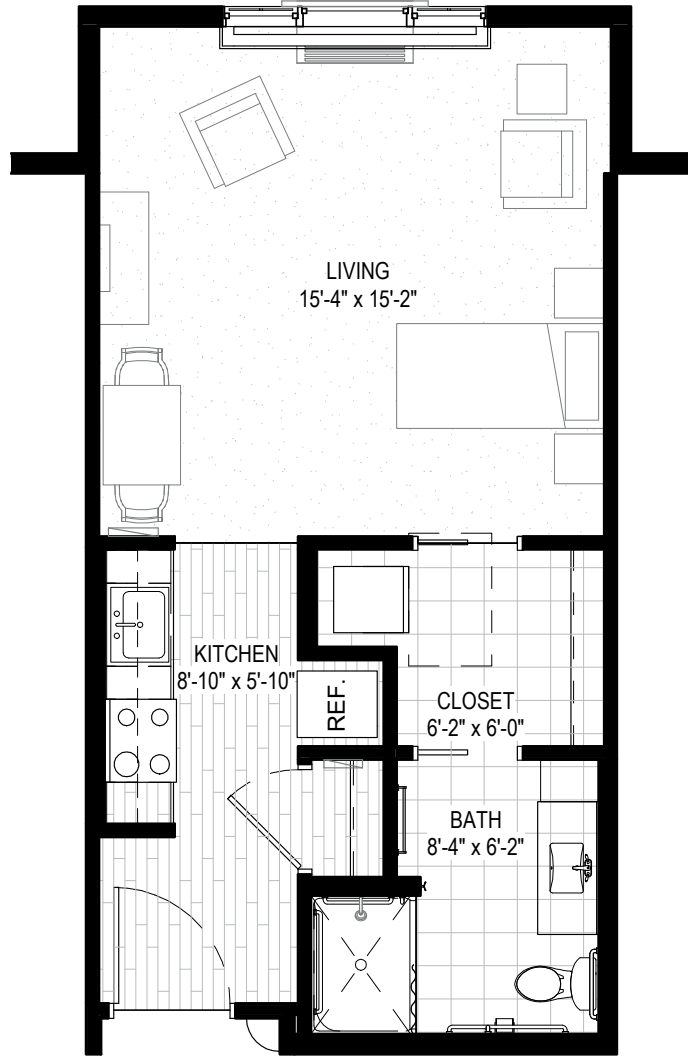 LIVING
15'-4" x 15'-2"
KITCHEN
8'-10" x 5'-10"
REF.
CLOSET
6'-2" x 6'-0"
BATH
8'-4" x 6'-2"